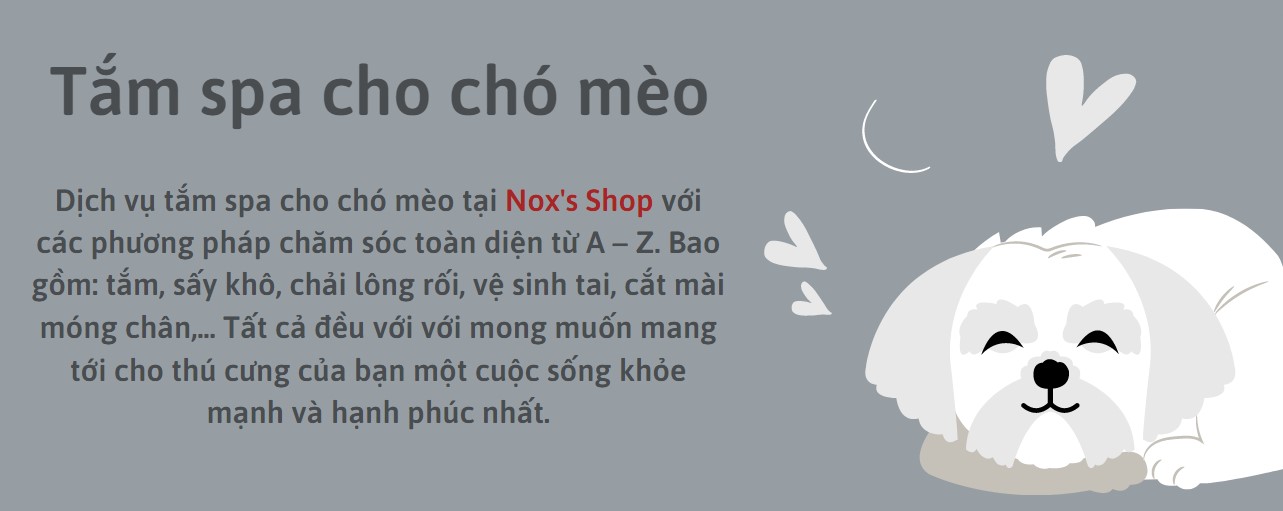 Tắm spa cho chó mèo
Dịch vụ tắm spa cho chó mèo tại Nox's Shop với
các phương pháp chăm sóc toàn diện từ A – Z. Bao
gồm: tắm, sấy khô, chải lông rối, vệ sinh tai, cắt mài
móng chân,... Tất cả đều với với mong muốn mang
tới cho thú cưng của bạn một cuộc sống khỏe
mạnh và hạnh phúc nhất.